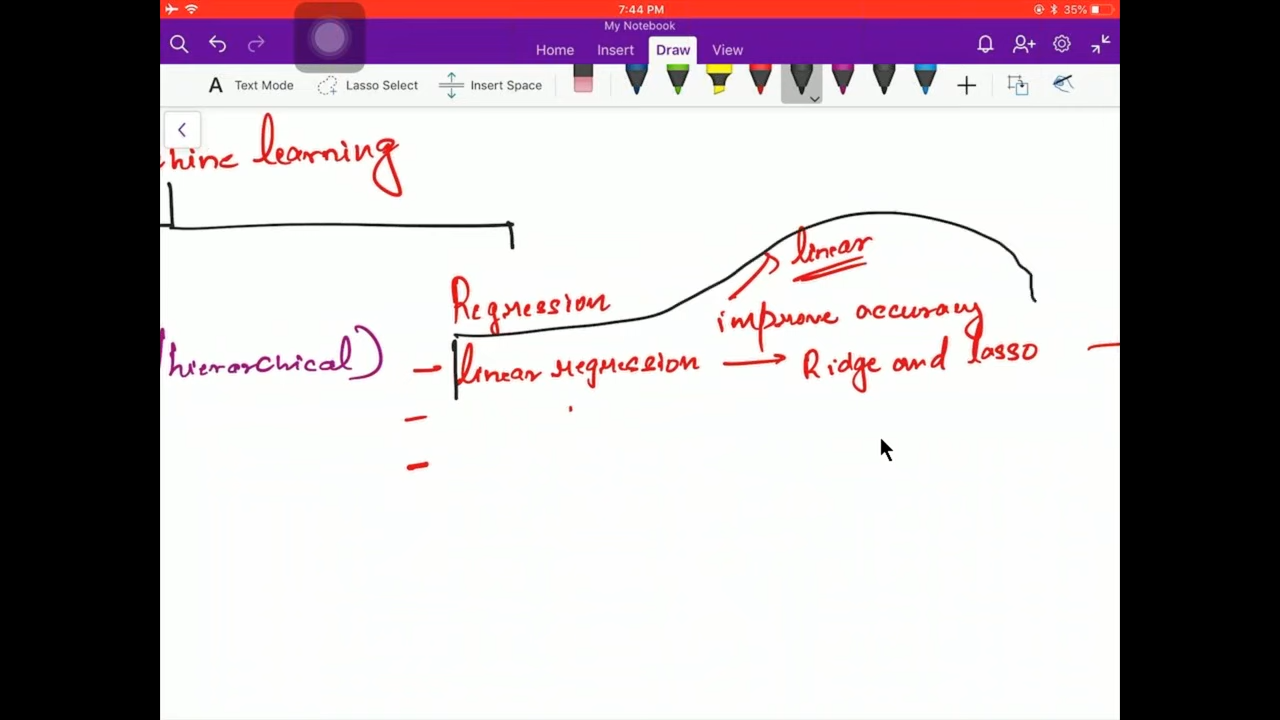 7:44 PM
35%
My Notebook
Home Insert Draw View
A Text Mode Lasso Select Insert Space
hine learning
linear
Regression
improve accuracy
hierarchical) - linear regression → Ridge and lasso